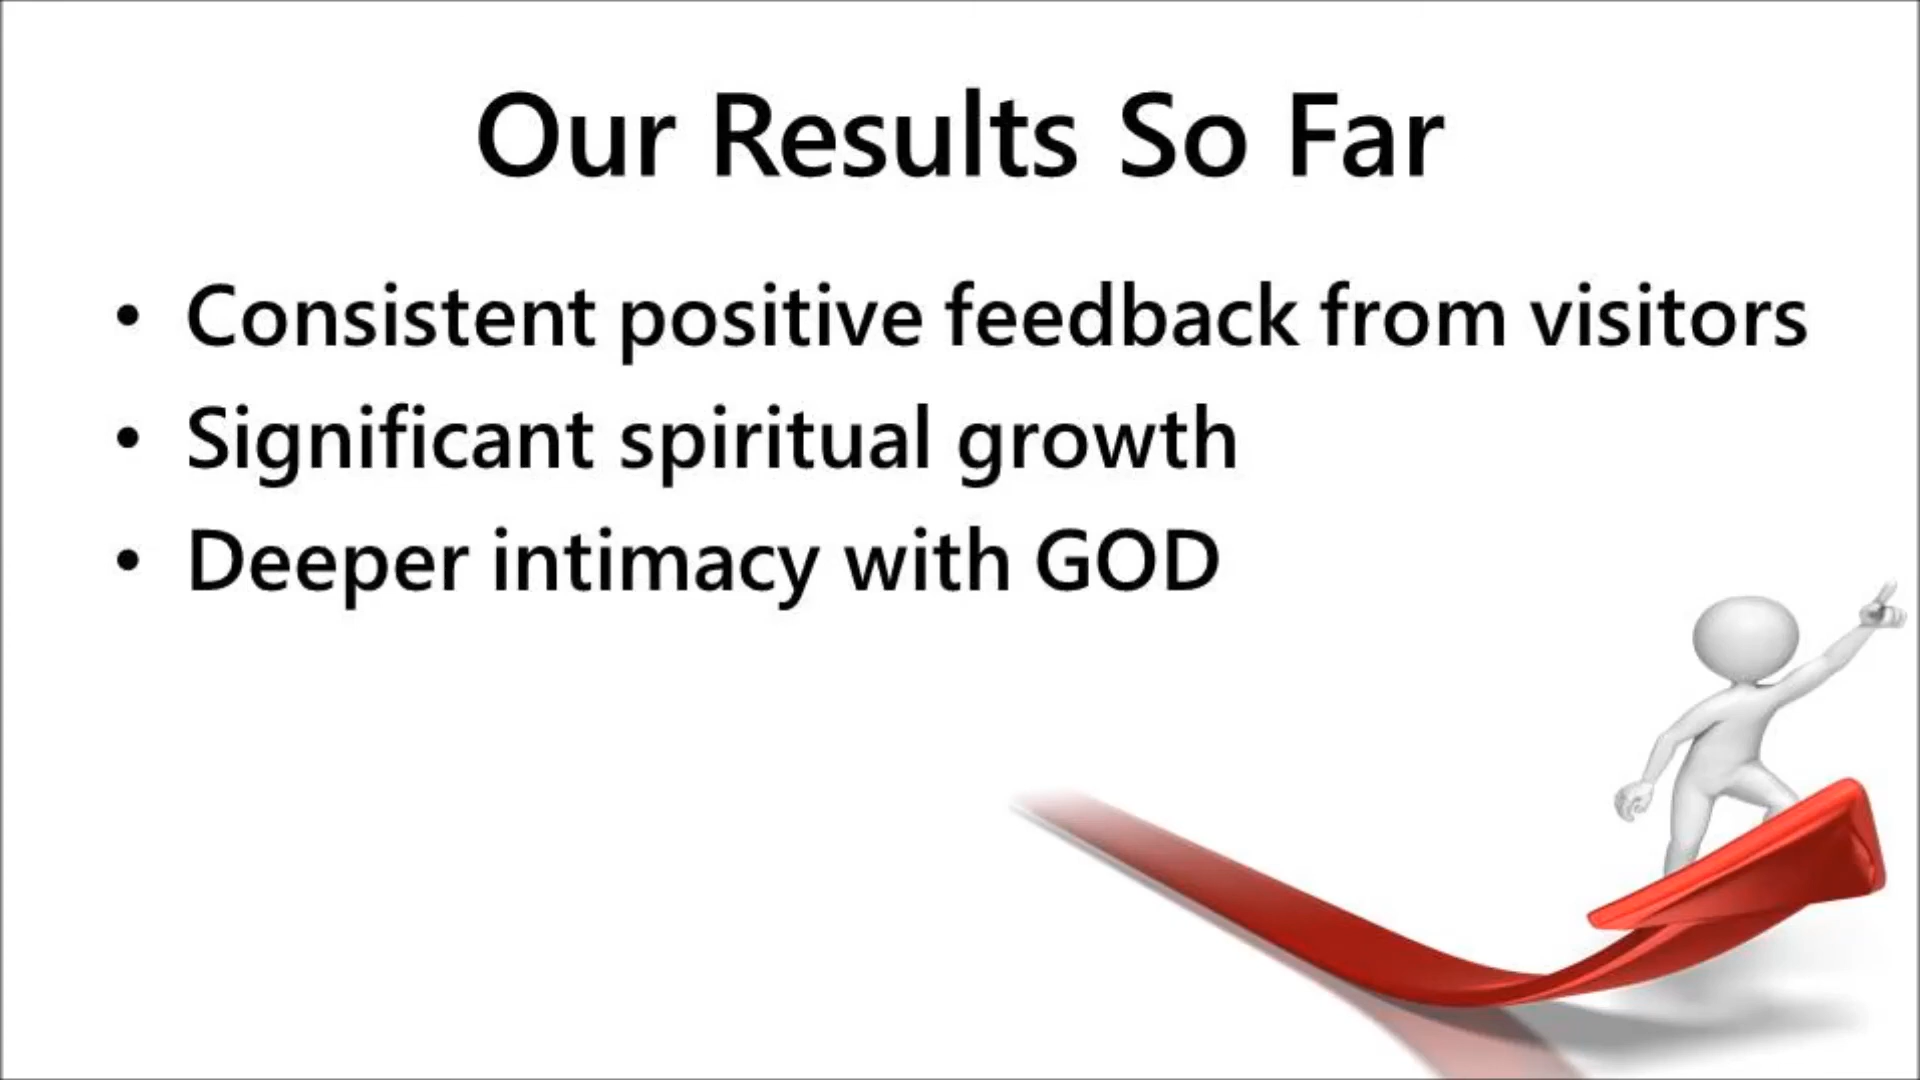 Our Results So Far
• Consistent positive feedback from visitors
• Significant spiritual growth
• Deeper intimacy with GOD